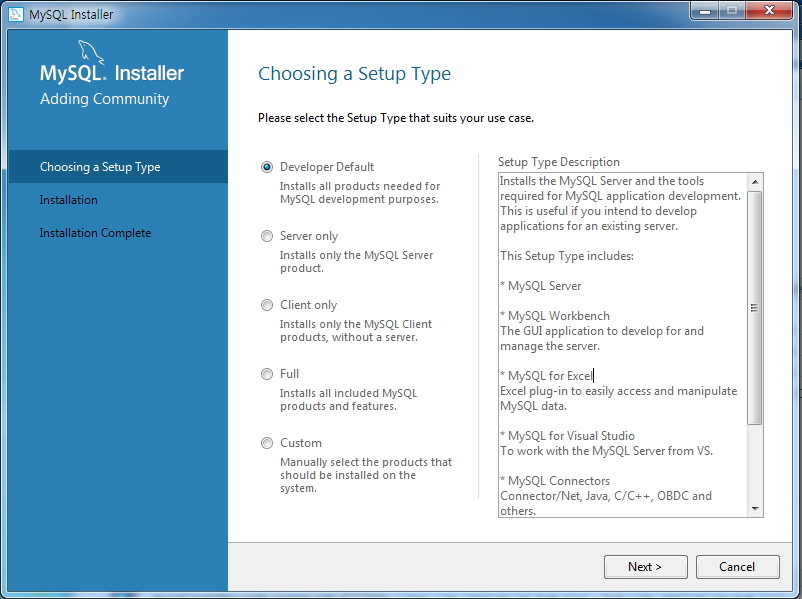 MySQL Installer
MySQL. Installer
Adding Community
Choosing a Setup Type
Installation
Installation Complete
Choosing a Setup Type
Please select the Setup Type that suits your use case.
Developer Default
Installs all products needed for
MySQL development purposes.
Server only
Installs only the MySQL Server
product.
Client only
Installs only the MySQL Client
products, without a server.
Full
Installs all included MySQL
products and features.
Custom
Manually select the products that
should be installed on the
system.
Setup Type Description
Installs the MySQL Server and the tools
required for MySQL application development.
This is useful if you intend to develop
applications for an existing server.
This Setup Type includes:
* MySQL Server
* MySQL Workbench
The GUI application to develop for and
manage the server.
* MySQL for Excel
Excel plug-in to easily access and manipulate
MySQL data.
* MySQL for Visual Studio
To work with the MySQL Server from VS.
* MySQL Connectors
Connector/Net, Java, C/C++, OBDC and
others.
Next >
Cancel